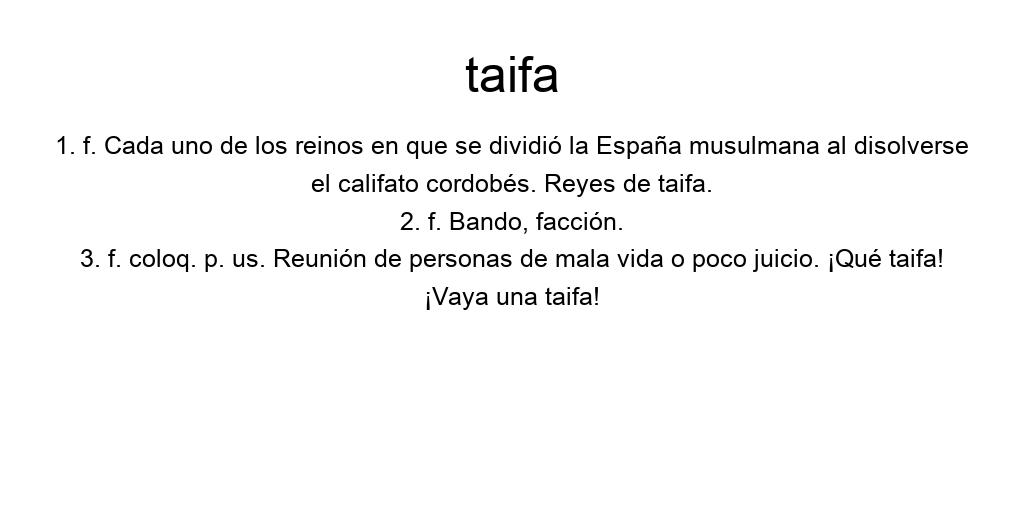 taifa
1. f. Cada uno de los reinos en que se dividió la España musulmana al disolverse
el califato cordobés. Reyes de taifa.
2. f. Bando, facción.
3. f. coloq. p. us. Reunión de personas de mala vida o poco juicio. ¡Qué taifa!
¡Vaya una taifa!